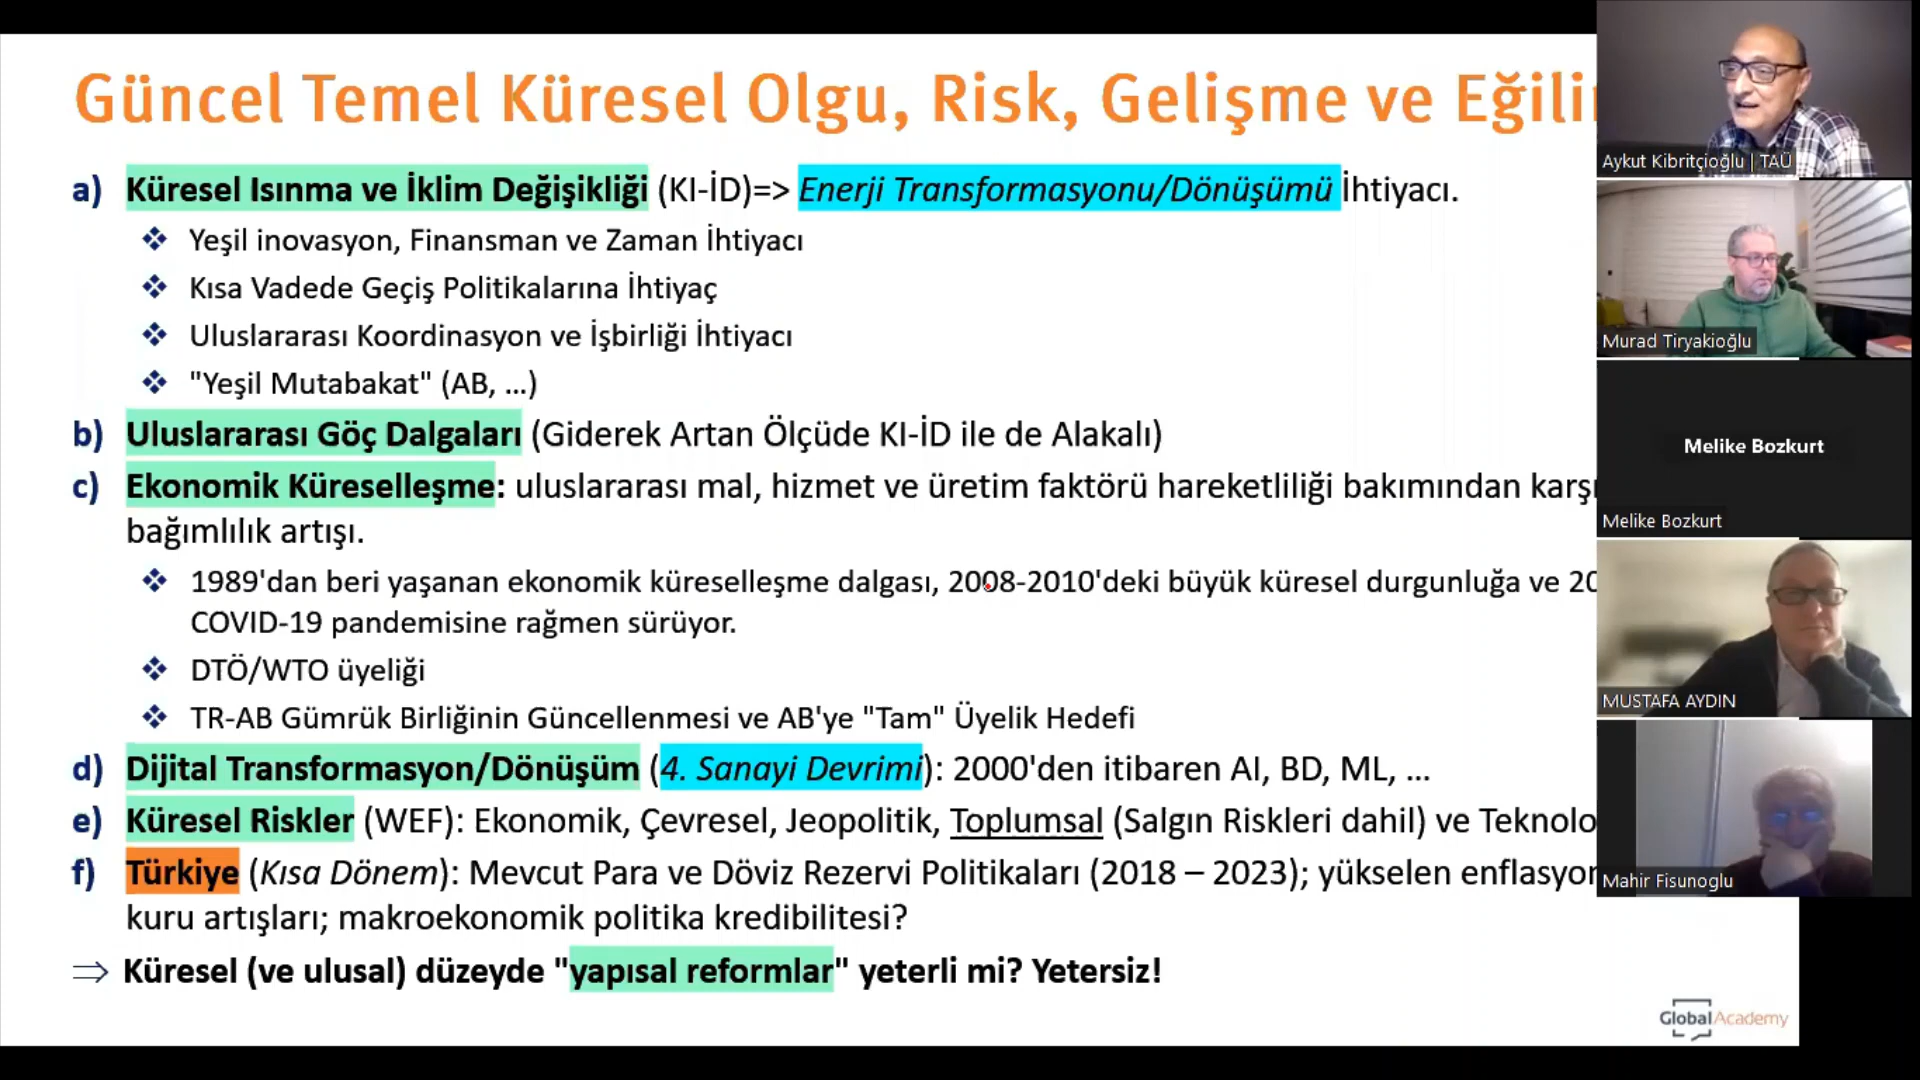 Güncel Temel Küresel Olgu, Risk, Gelişme ve
a) Küresel Isınma ve İklim Değişikliği (KI-İD)=> Enerji Transformasyonu/Dönüşümü İhtiyacı.
❖ Yeşil inovasyon, Finansman ve Zaman İhtiyacı
❖ Kısa Vadede Geçiş Politikalarına İhtiyaç
❖ Uluslararası Koordinasyon ve İşbirliği İhtiyacı
❖ "Yeşil Mutabakat" (AB, ...)
b) Uluslararası Göç Dalgaları (Giderek Artan Ölçüde KI-İD ile de Alakalı)
c) Ekonomik Küreselleşme: uluslararası mal, hizmet ve üretim faktörü hareketliliği bakımından
bağımlılık artışı.
❖ 1989'dan beri yaşanan ekonomik küreselleşme dalgası, 2008-2010'deki büyük küresel durgunluğa ve
COVID-19 pandemisine rağmen sürüyor.
❖ DTÖ/WTO üyeliği
❖ TR-AB Gümrük Birliğinin Güncellenmesi ve AB'ye "Tam" Üyelik Hedefi
d) Dijital Transformasyon/Dönüşüm (4. Sanayi Devrimi): 2000'den itibaren AI, BD, ML, ...
e) Küresel Riskler (WEF): Ekonomik, Çevresel, Jeopolitik, Toplumsal (Salgın Riskleri dahil) ve
f) Türkiye (Kısa Dönem): Mevcut Para ve Döviz Rezervi Politikaları (2018 – 2023); yükselen
kuru artışları; makroekonomik politika kredibilitesi?
⇒ Küresel (ve ulusal) düzeyde "yapısal reformlar" yeterli mi? Yetersiz!
GlobalAcademy
Aykut Kibritçioğlu | TAÜ
Murad Tiryakioğlu
Melike Bozkurt
Melike Bozkurt
MUSTAFA AYDIN
Mahir Fisunoglu